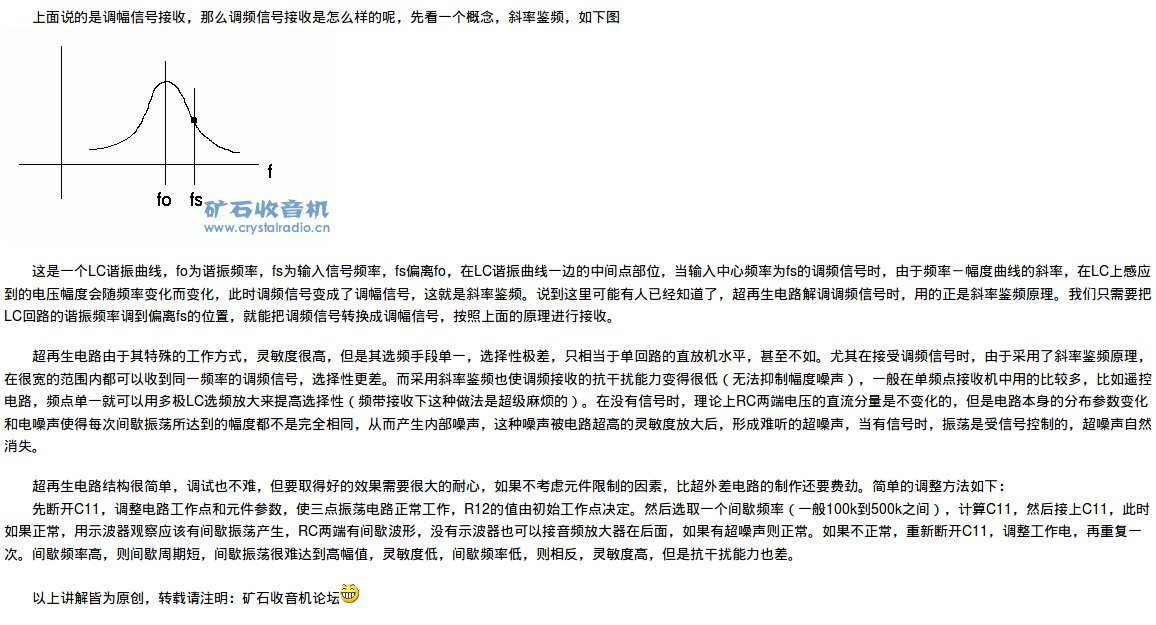 上面说的是调幅信号接收，那么调频信号接收是怎么样的呢，先看一个概念，斜率鉴频，如下图
f
fo fs
矿石收音机
www.crystalradio.cn
这是一个LC谐振曲线，fo为谐振频率，fs为输入信号频率，fs偏离fo，在LC谐振曲线一边的中间点部位，当输入中心频率为fs的调频信号时，由于频率－幅度曲线的斜率，在LC上感应
到的电压幅度会随频率变化而变化，此时调频信号变成了调幅信号，这就是斜率鉴频。说到这里可能有人已经知道了，超再生电路解调调频信号时，用的正是斜率鉴频原理。我们只需要把
LC回路的谐振频率调到偏离fs的位置，就能把调频信号转换成调幅信号，按照上面的原理进行接收。
超再生电路由于其特殊的工作方式，灵敏度很高，但是其选频手段单一，选择性极差，只相当于单回路的直放机水平，甚至不如。尤其在接受调频信号时，由于采用了斜率鉴频原理，
在很宽的范围内都可以收到同一频率的调频信号，选择性更差。而采用斜率鉴频也使调频接收的抗干扰能力变得很低（无法抑制幅度噪声），一般在单频点接收机中用的比较多，比如遥控
电路，频点单一就可以用多极LC选频放大来提高选择性（频带接收下这种做法是超级麻烦的）。在没有信号时，理论上RC两端电压的直流分量是不变化的，但是电路本身的分布参数变化
和电噪声使得每次间歇振荡所达到的幅度都不是完全相同，从而产生内部噪声，这种噪声被电路超高的灵敏度放大后，形成难听的超噪声，当有信号时，振荡是受信号控制的，超噪声自然
消失。
超再生电路结构很简单，调试也不难，但要取得好的效果需要很大的耐心，如果不考虑元件限制的因素，比超外差电路的制作还要费劲。简单的调整方法如下：
先断开C11，调整电路工作点和元件参数，使三点振荡电路正常工作，R12的值由初始工作点决定。然后选取一个间歇频率（一般100k到500k之间），计算C11，然后接上C11，此时
如果正常，用示波器观察应该有间歇振荡产生，RC两端有间歇波形，没有示波器也可以接音频放大器在后面，如果有超噪声则正常。如果不正常，重新断开C11，调整工作电，再重复一
次。间歇频率高，则间歇周期短，间歇振荡很难达到高幅值，灵敏度低，间歇频率低，则相反，灵敏度高，但是抗干扰能力也差。
以上讲解皆为原创，转载请注明：矿石收音机论坛